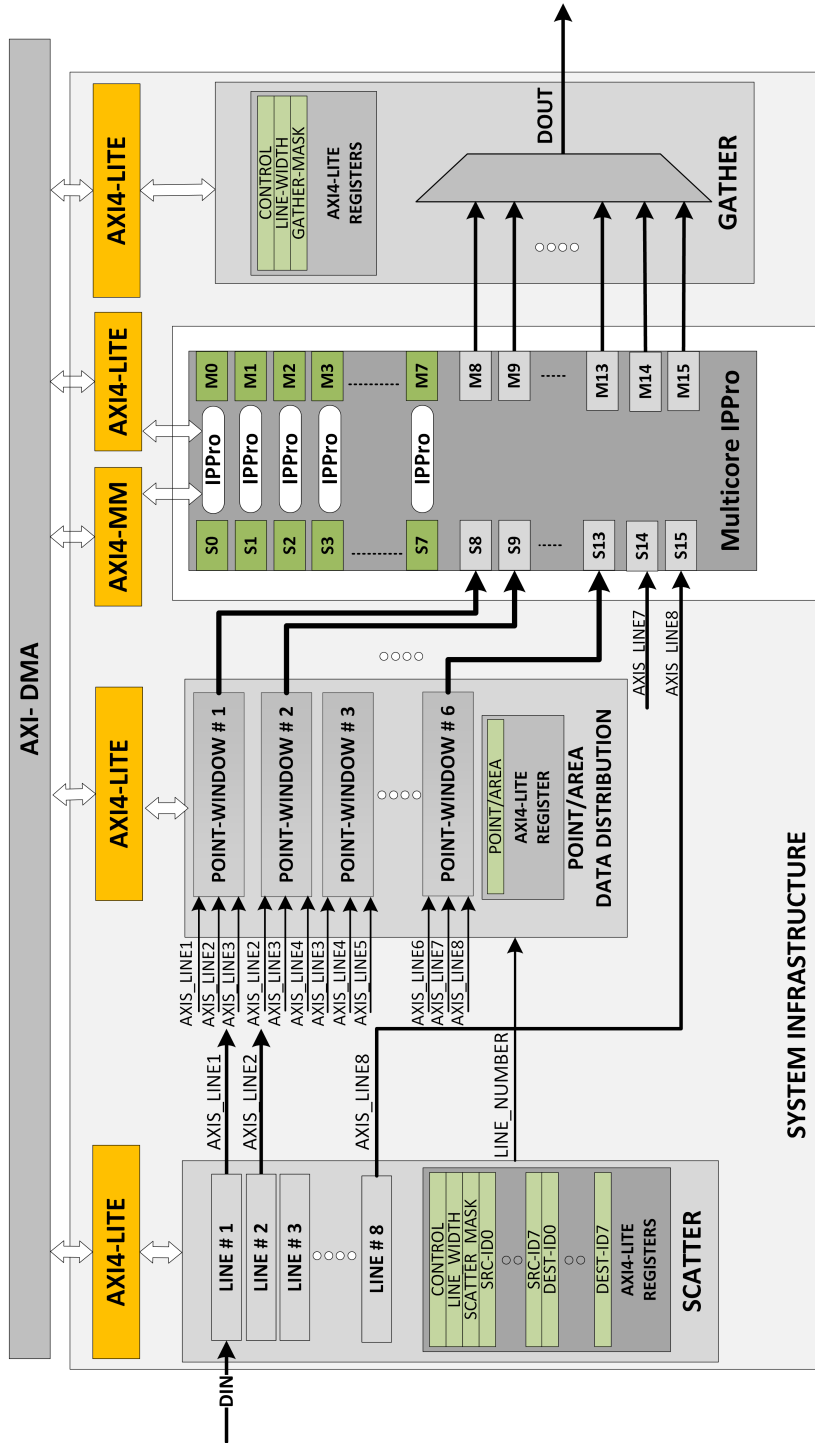 AXI- DMA
AXI4-LITE
AXI4-LITE
AXI4-MM
AXI4-LITE
AXI4-LITE
DIN
LINE # 1
LINE # 2
LINE # 3
LINE # 8
CONTROL
LINE_WIDTH
SCATTER_MASK
SRC-ID0
SRC-ID7
DEST-ID0
DEST-ID7
AXI4-LITE
REGISTERS
SCATTER
AXIS_LINE1
AXIS_LINE2
AXIS_LINE8
LINE_NUMBER
AXIS_LINE1
AXIS_LINE2
AXIS_LINE3
AXIS_LINE2
AXIS_LINE3
AXIS_LINE4
AXIS_LINE3
AXIS_LINE4
AXIS_LINE5
AXIS_LINE6
AXIS_LINE7
AXIS_LINE8
POINT-WINDOW # 1
POINT-WINDOW # 2
POINT-WINDOW # 3
POINT-WINDOW # 6
POINT/AREA
AXI4-LITE
REGISTER
POINT/AREA
DATA DISTRIBUTION
AXIS_LINE7
AXIS_LINE8
S0 IPPro M0
S1 IPPro M1
S2 IPPro M2
S3 IPPro M3
S7 IPPro M7
S8 M8
S9 M9
S13 M13
S14 M14
S15 M15
Multicore IPPro
CONTROL
LINE-WIDTH
GATHER-MASK
AXI4-LITE
REGISTERS
DOUT
GATHER
SYSTEM INFRASTRUCTURE